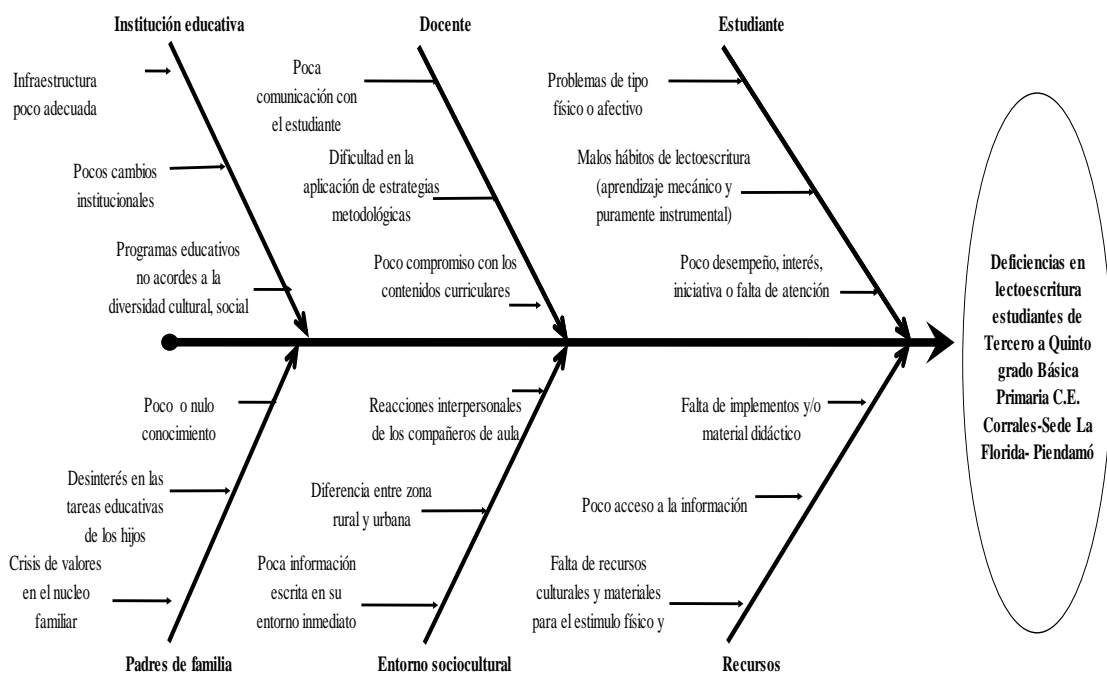 Institución educativa
Docente
Estudiante
Infraestructura
poco adecuada
Pocos cambios
institucionales
Programas educativos
no acordes a la
diversidad cultural, social
Poca
comunicación con
el estudiante
Dificultad en la
aplicación de estrategias
metodológicas
Poco compromiso con los
contenidos curriculares
Problemas de tipo
físico o afectivo
Malos hábitos de lectoescritura
(aprendizaje mecánico y
puramente instrumental)
Poco desempeño, interés,
iniciativa o falta de atención
Deficiencias en
lectoescritura
estudiantes de
Tercero a Quinto
grado Básica
Primaria C.E.
Corrales-Sede La
Florida- Piendamó
Poco o nulo
conocimiento
Desinterés en las
tareas educativas
de los hijos
Crisis de valores
en el nucleo
familiar
Reacciones interpersonales
de los compañeros de aula
Diferencia entre zona
rural y urbana
Poca información
escrita en su
entorno inmediato
Falta de implementos y/o
material didáctico
Poco acceso a la información
Falta de recursos
culturales y materiales
para el estimulo físico y
Padres de familia
Entorno sociocultural
Recursos